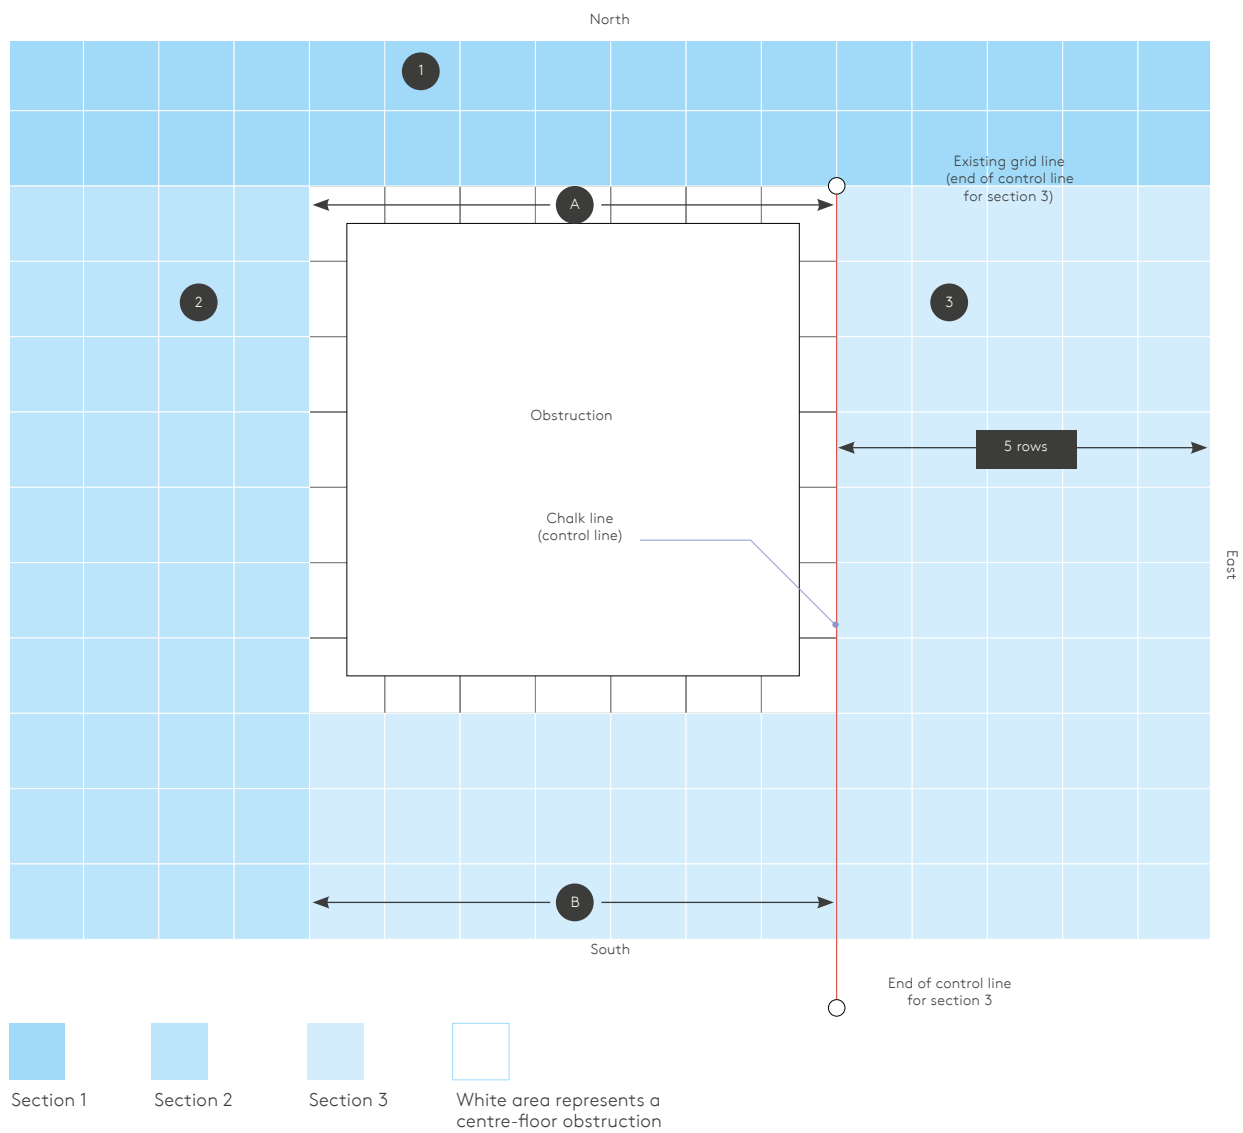 North
1
Existing grid line
(end of control line
for section 3)
A
2
3
Obstruction
5 rows
Chalk line
(control line)
East
B
South
End of control line
for section 3
Section 1
Section 2
Section 3
White area represents a
centre-floor obstruction